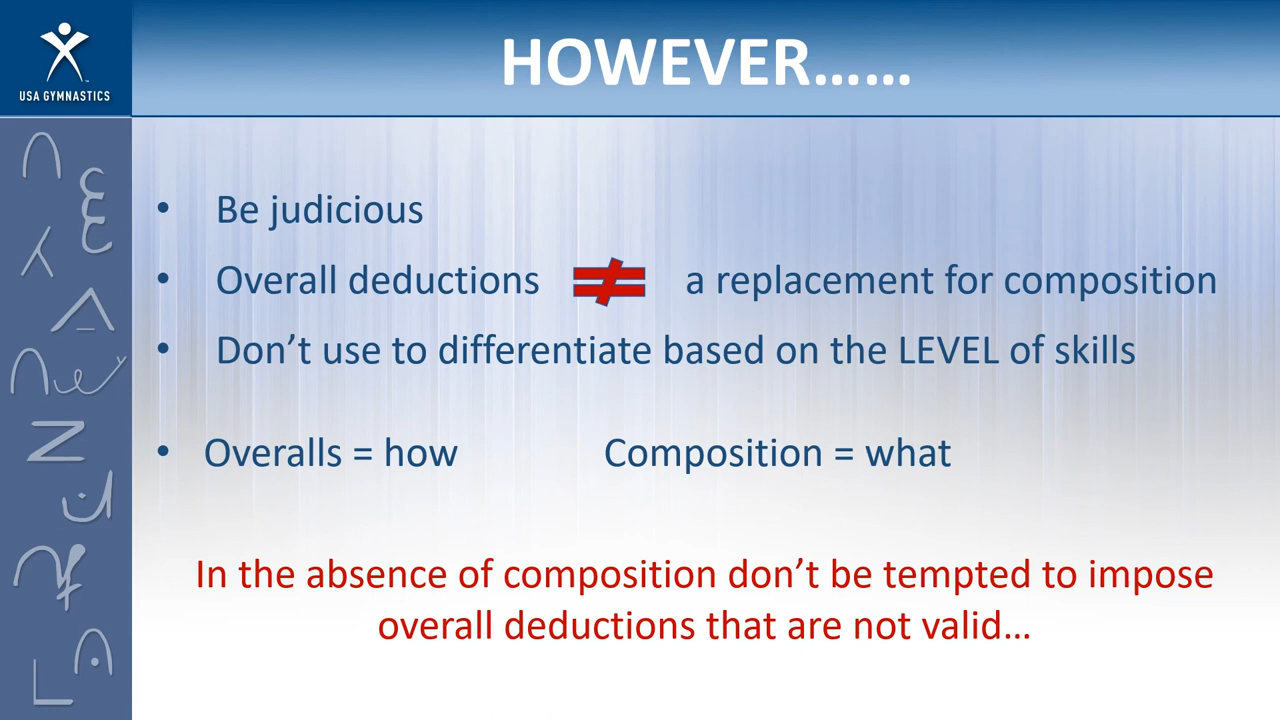 USA GYMNASTICS
HOWEVER……
• Be judicious
• Overall deductions ≠ a replacement for composition
• Don’t use to differentiate based on the LEVEL of skills
• Overalls = how Composition = what
In the absence of composition don’t be tempted to impose
overall deductions that are not valid…